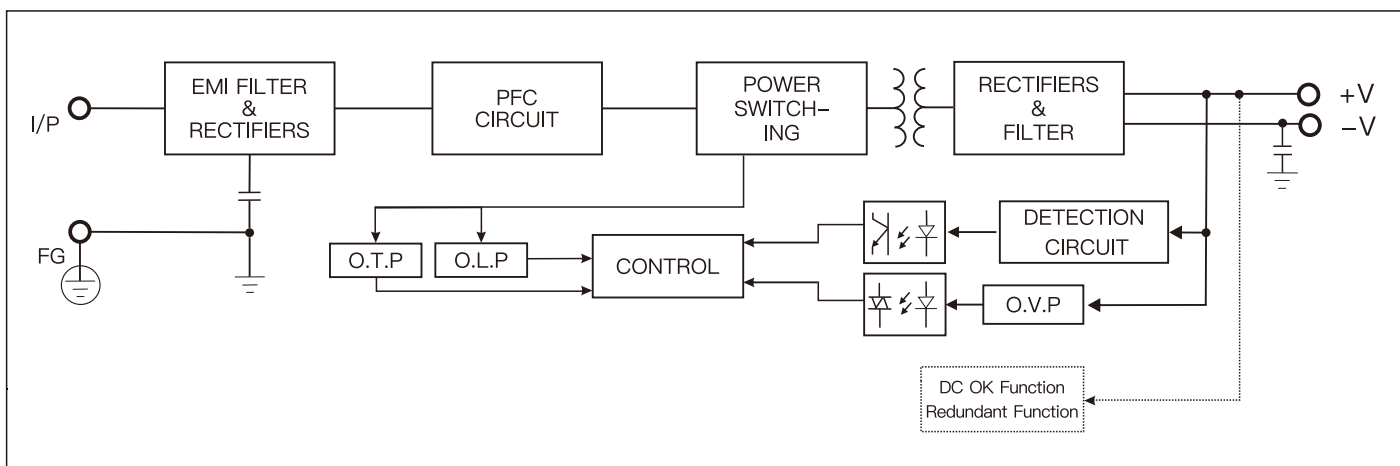 I/P
EMI FILTER
&
RECTIFIERS
PFC
CIRCUIT
POWER
SWITCH-
ING
RECTIFIERS
&
FILTER
+V
-V
FG
O.T.P
O.L.P
CONTROL
DETECTION
CIRCUIT
O.V.P
DC OK Function
Redundant Function